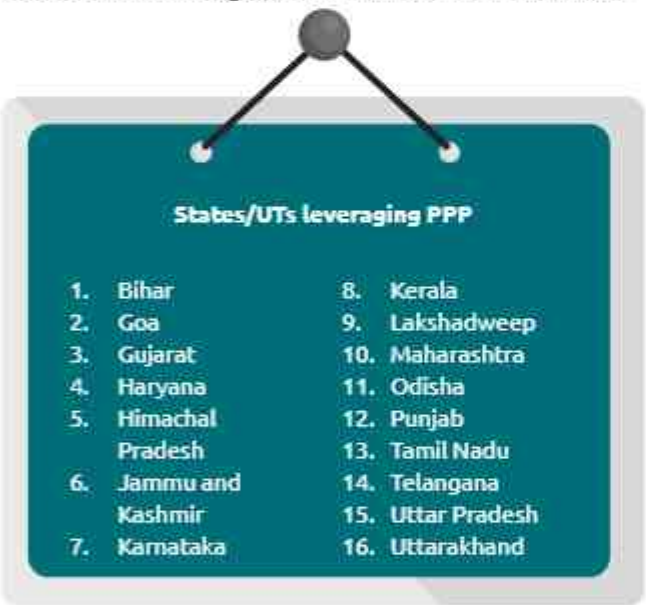 States/UTs leveraging PPP
1. Bihar
2. Goa
3. Gujarat
4. Haryana
5. Himachal
Pradesh
6. Jammu and
Kashmir
7. Karnataka
8. Kerala
9. Lakshadweep
10. Maharashtra
11. Odisha
12. Punjab
13. Tamil Nadu
14. Telangana
15. Uttar Pradesh
16. Uttarakhand